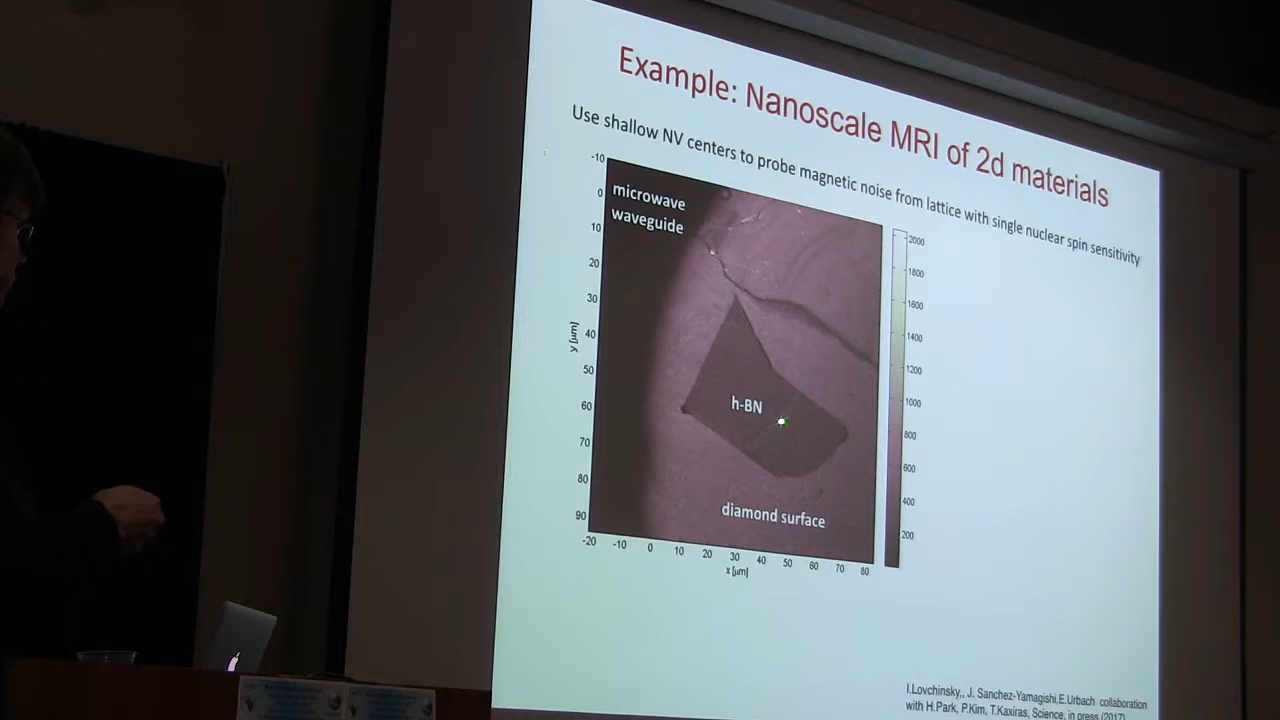 Example: Nanoscale MRI of 2d materials
Use shallow NV centers to probe magnetic noise from lattice with single nuclear spin sensitivity
microwave
waveguide
h-BN
diamond surface
-10
0
10
20
30
40
50
60
70
80
90
y [μm]
-20 -10 0 10 20 30 40 50 60 70 80
x [μm]
2000
1800
1600
1400
1200
1000
800
600
400
200
I.Lovchinsky,, J. Sanchez-Yamagishi,E.Urbach collaboration
with H.Park, P.Kim, T.Kaxiras, Science, in press (2017)